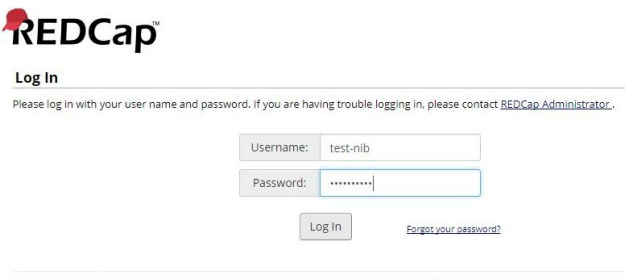 REDCap™
Log In
Please log in with your user name and password. If you are having trouble logging in, please contact REDCap Administrator .
Username: test-nib
Password: ••••••••••
Log In Forgot your password?